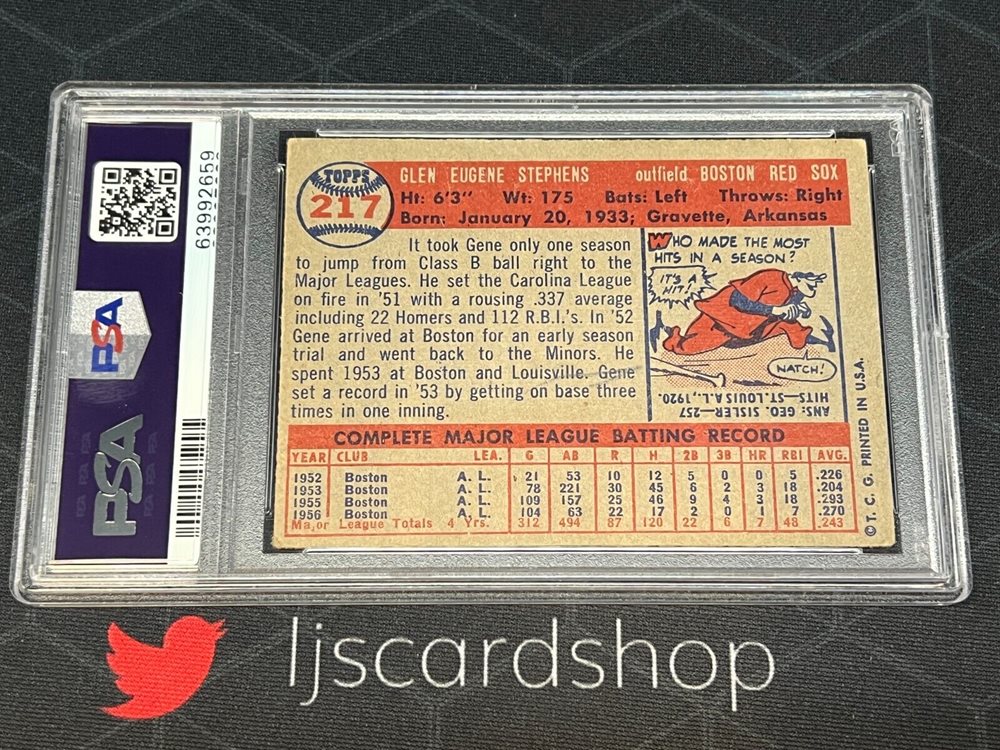 63992659
PSA
PSA
TOPPS
217
GLEN EUGENE STEPHENS outfield BOSTON RED SOX
Ht: 6'3" Wt: 175 Bats: Left Throws: Right
Born: January 20, 1933; Gravette, Arkansas
It took Gene only one season
to jump from Class B ball right to the
Major Leagues. He set the Carolina League
on fire in '51 with a rousing .337 average
including 22 Homers and 112 R.B.I.'s. In '52
Gene arrived at Boston for an early season
trial and went back to the Minors. He
spent 1953 at Boston and Louisville. Gene
set a record in '53 by getting on base three
times in one inning.
WHO MADE THE MOST
HITS IN A SEASON?
IT'S A
HIT!
NATCH!
ANS: GEO. SISLER—257
HITS—ST. LOUIS A.L., 1920.
COMPLETE MAJOR LEAGUE BATTING RECORD
YEAR CLUB LEA. G AB R H 2B 3B HR RBI AVG.
1952 Boston A. L. 21 53 10 12 5 0 0 5 .226
1953 Boston A. L. 78 221 30 45 6 2 3 18 .204
1955 Boston A. L. 109 157 25 46 9 4 3 18 .293
1956 Boston A. L. 104 63 22 17 2 0 1 7 .270
Major League Totals 4 Yrs. 312 494 87 120 22 6 7 48 .243
© T. C. G. PRINTED IN U.S.A.
ljscardshop